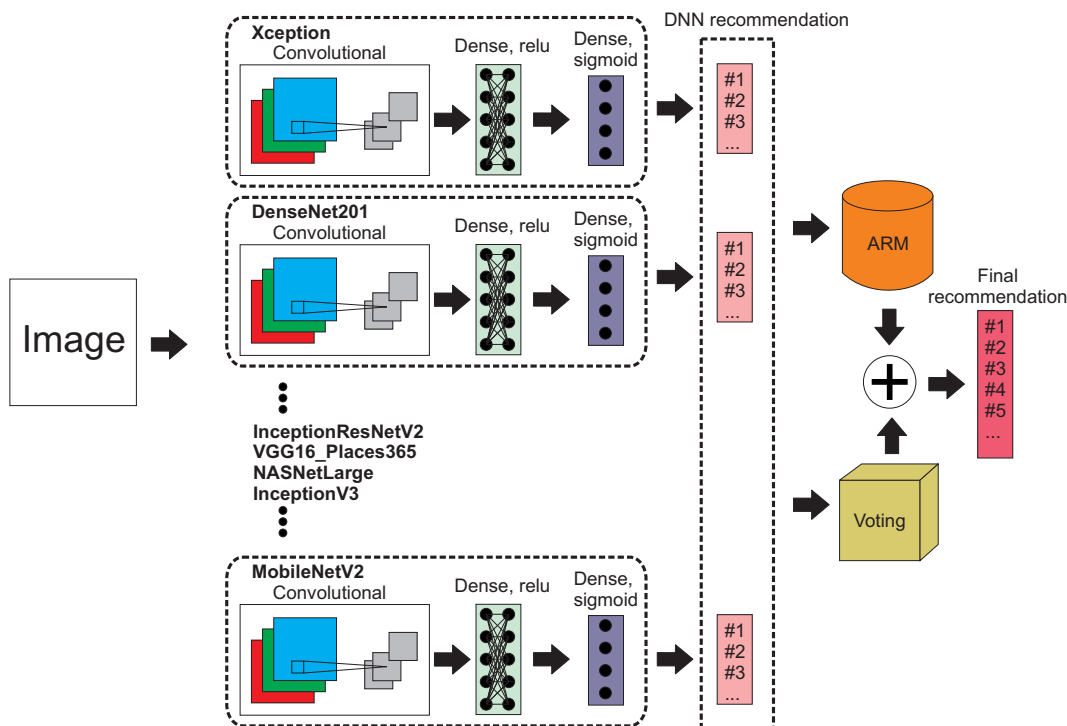 Image
Xception
Convolutional
Dense, relu
Dense,
sigmoid
DenseNet201
Convolutional
Dense, relu
Dense,
sigmoid
InceptionResNetV2
VGG16_Places365
NASNetLarge
InceptionV3
MobileNetV2
Convolutional
Dense, relu
Dense,
sigmoid
DNN recommendation
#1
#2
#3
...
#1
#2
#3
...
#1
#2
#3
...
ARM
Voting
Final
recommendation
#1
#2
#3
#4
#5
...